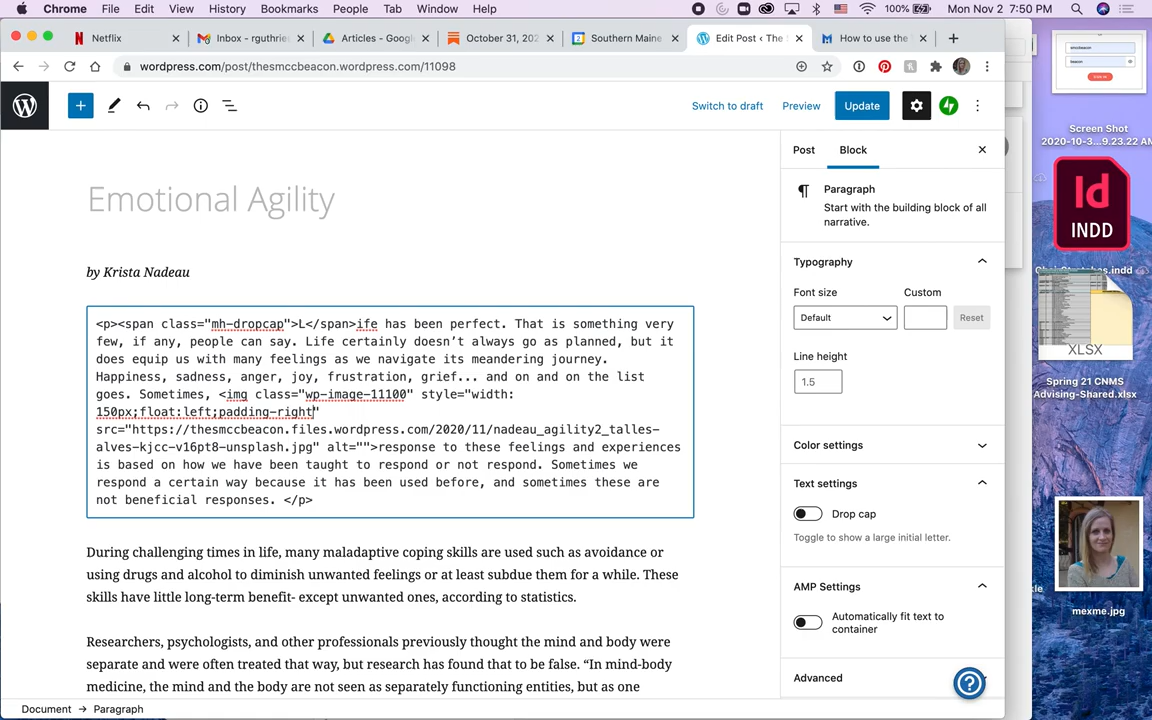 Chrome File Edit View History Bookmarks People Tab Window Help 100% Mon Nov 2 7:50 PM
Netflix Inbox - rguthrie Articles - Googl October 31, 202 Southern Maine Edit Post ‹ The How to use the
wordpress.com/post/thesmccbeacon.wordpress.com/11098
Switch to draft Preview Update
Post Block
Emotional Agility
by Krista Nadeau
<p><span class="mh-dropcap">L</span>ife has been perfect. That is something very
few, if any, people can say. Life certainly doesn’t always go as planned, but it
does equip us with many feelings as we navigate its meandering journey.
Happiness, sadness, anger, joy, frustration, grief... and on and on the list
goes. Sometimes, <img class="wp-image-11100" style="width:
150px;float:left;padding-right"
src="https://thesmccbeacon.files.wordpress.com/2020/11/nadeau_agility2_talles-
alves-kjcc-v16pt8-unsplash.jpg" alt="">response to these feelings and experiences
is based on how we have been taught to respond or not respond. Sometimes we
respond a certain way because it has been used before, and sometimes these are
not beneficial responses. </p>
During challenging times in life, many maladaptive coping skills are used such as avoidance or
using drugs and alcohol to diminish unwanted feelings or at least subdue them for a while. These
skills have little long-term benefit- except unwanted ones, according to statistics.
Researchers, psychologists, and other professionals previously thought the mind and body were
separate and were often treated that way, but research has found that to be false. “In mind-body
medicine, the mind and the body are not seen as separately functioning entities, but as one
Document → Paragraph
Paragraph
Start with the building block of all
narrative.
Typography
Font size Custom
Default Reset
Line height
1.5
Color settings
Text settings
Drop cap
Toggle to show a large initial letter.
AMP Settings
Automatically fit text to
container
Advanced
emccbeacon
beacon
Screen Shot
2020-10-3...9.23.22 AM
Id
INDD
XLSX
Spring 21 CNMS
Advising-Shared.xlsx
mexme.jpg